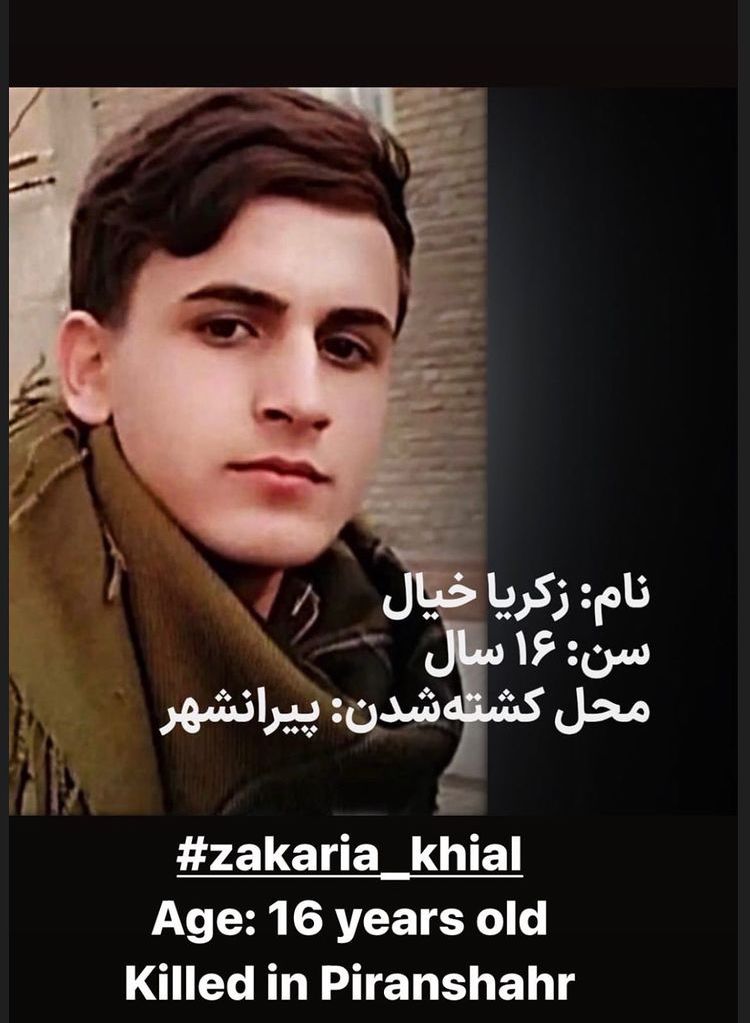 نام: زکریا خیال
سن: ۱۶ سال
محل کشته‌شدن: پیرانشهر
#zakaria_khial
Age: 16 years old
Killed in Piranshahr